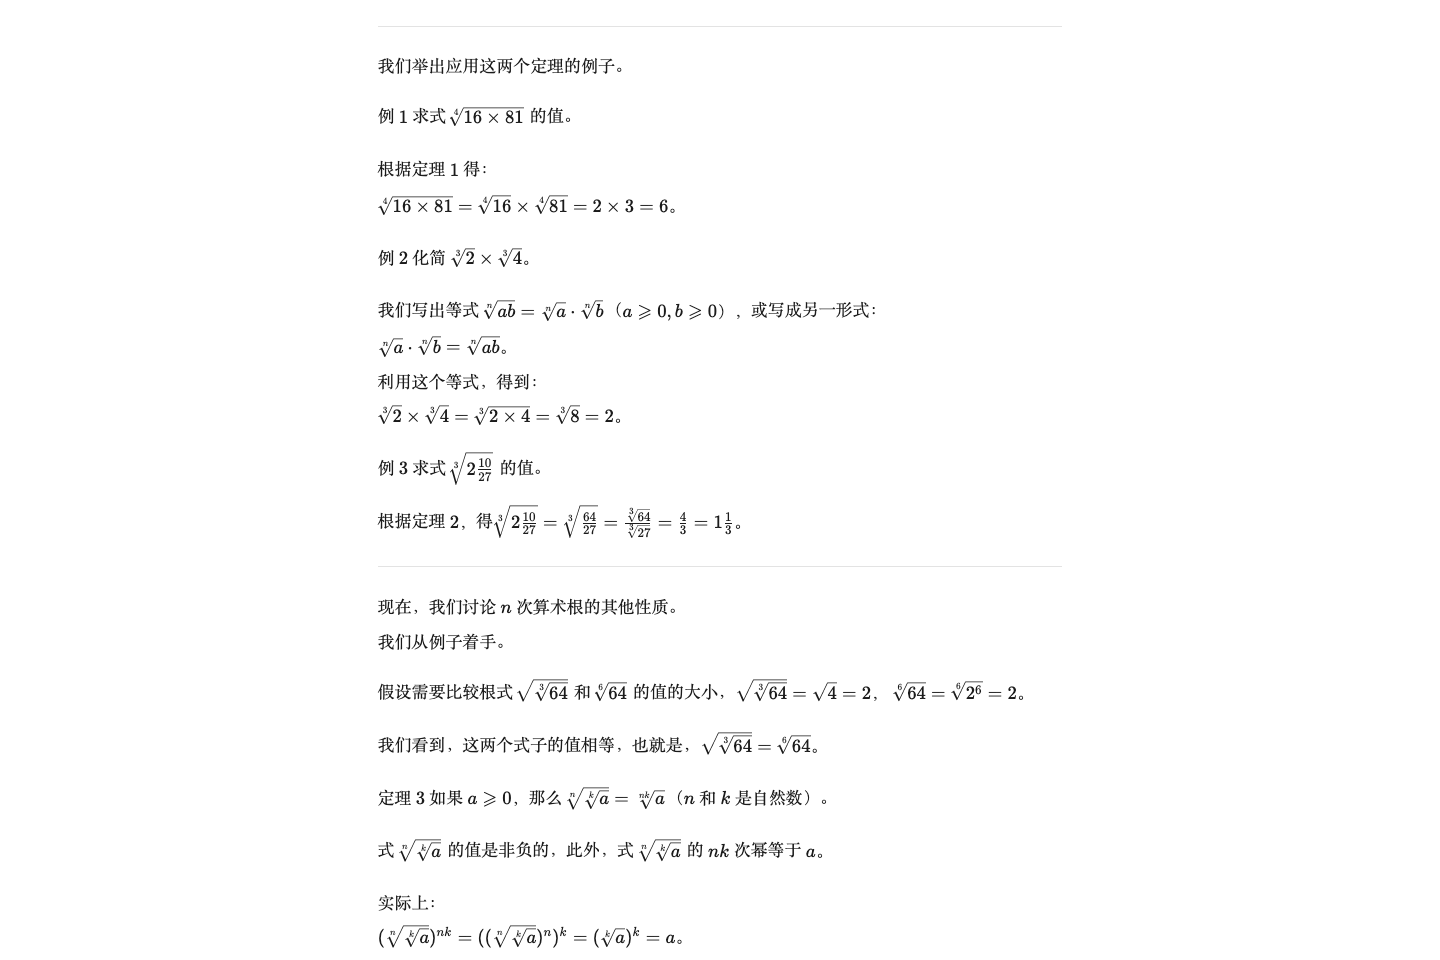 我们举出应用这两个定理的例子。
例 1 求式 ∜(16 × 81) 的值。
根据定理 1 得：
∜(16 × 81) = ∜16 × ∜81 = 2 × 3 = 6。
例 2 化简 ∛2 × ∛4。
我们写出等式 ⁿ√(ab) = ⁿ√a · ⁿ√b（a ⩾ 0, b ⩾ 0），或写成另一形式：
ⁿ√a · ⁿ√b = ⁿ√(ab)。
利用这个等式，得到：
∛2 × ∛4 = ∛(2 × 4) = ∛8 = 2。
例 3 求式 ∛(2 10/27) 的值。
根据定理 2，得∛(2 10/27) = ∛(64/27) = ∛64/∛27 = 4/3 = 1 1/3。
现在，我们讨论 n 次算术根的其他性质。
我们从例子着手。
假设需要比较根式 √(∛64) 和 ⁶√64 的值的大小，√(∛64) = √4 = 2，⁶√64 = ⁶√(2⁶) = 2。
我们看到，这两个式子的值相等，也就是，√(∛64) = ⁶√64。
定理 3 如果 a ⩾ 0，那么 ⁿ√(ᵏ√a) = ⁿᵏ√a（n 和 k 是自然数）。
式 ⁿ√(ᵏ√a) 的值是非负的，此外，式 ⁿ√(ᵏ√a) 的 nk 次幂等于 a。
实际上：
(ⁿ√(ᵏ√a))ⁿᵏ = ((ⁿ√(ᵏ√a))ⁿ)ᵏ = (ᵏ√a)ᵏ = a。